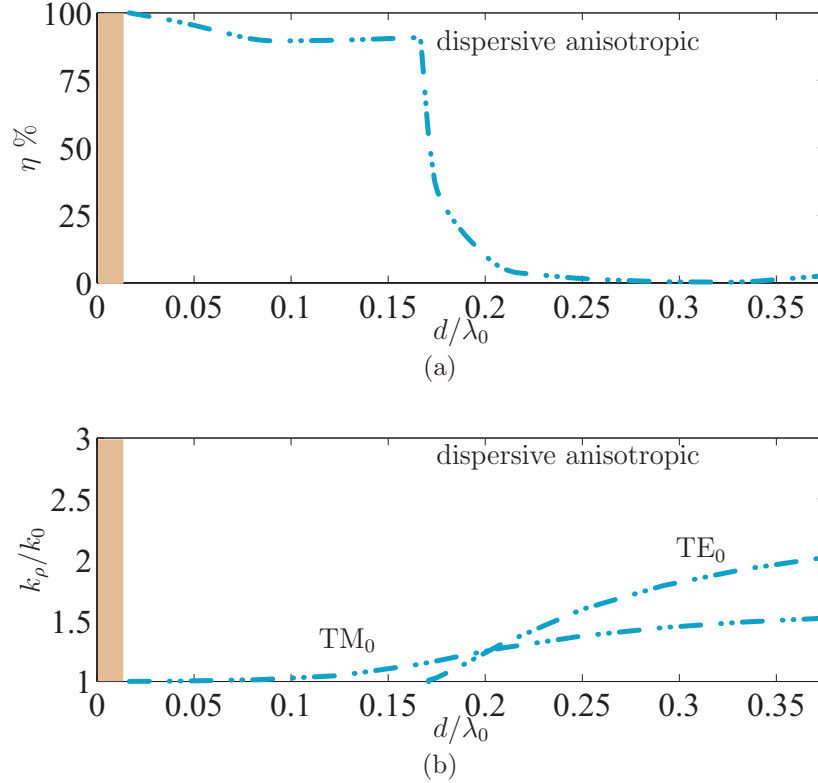 100
dispersive anisotropic
75
η %
50
25
0
0 0.05 0.1 0.15 0.2 0.25 0.3 0.35
d/λ₀
(a)
3
dispersive anisotropic
2.5
kρ/k₀
2
TE₀
1.5
TM₀
1
0 0.05 0.1 0.15 0.2 0.25 0.3 0.35
d/λ₀
(b)